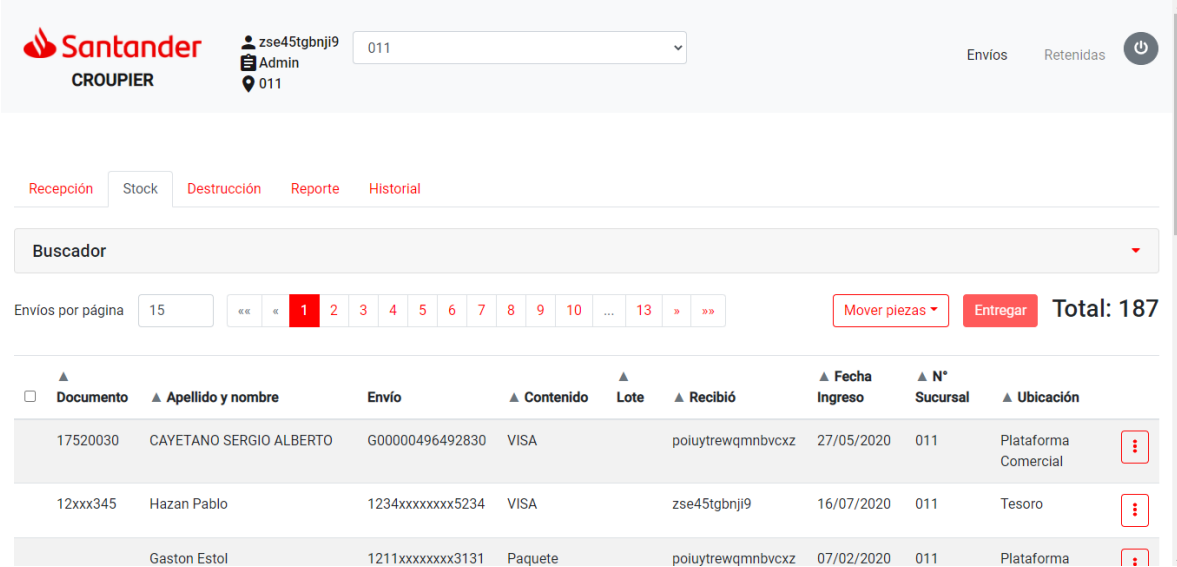 Santander
CROUPIER
zse45tgbnji9
Admin
011
011
Envíos
Retenidas
Recepción
Stock
Destrucción
Reporte
Historial
Buscador
Envíos por página
15
«« « 1 2 3 4 5 6 7 8 9 10 ... 13 » »»
Mover piezas
Entregar
Total: 187
▲ Documento
▲ Apellido y nombre
Envío
▲ Contenido
▲ Lote
▲ Recibió
▲ Fecha Ingreso
▲ N° Sucursal
▲ Ubicación
17520030 CAYETANO SERGIO ALBERTO G00000496492830 VISA poiuytrewqmnbvcxz 27/05/2020 011 Plataforma
Comercial
12xxx345 Hazan Pablo 1234xxxxxxxx5234 VISA zse45tgbnji9 16/07/2020 011 Tesoro
Gaston Estol 1211xxxxxxxx3131 Paquete poiuytrewqmnbvcxz 07/02/2020 011 Plataforma